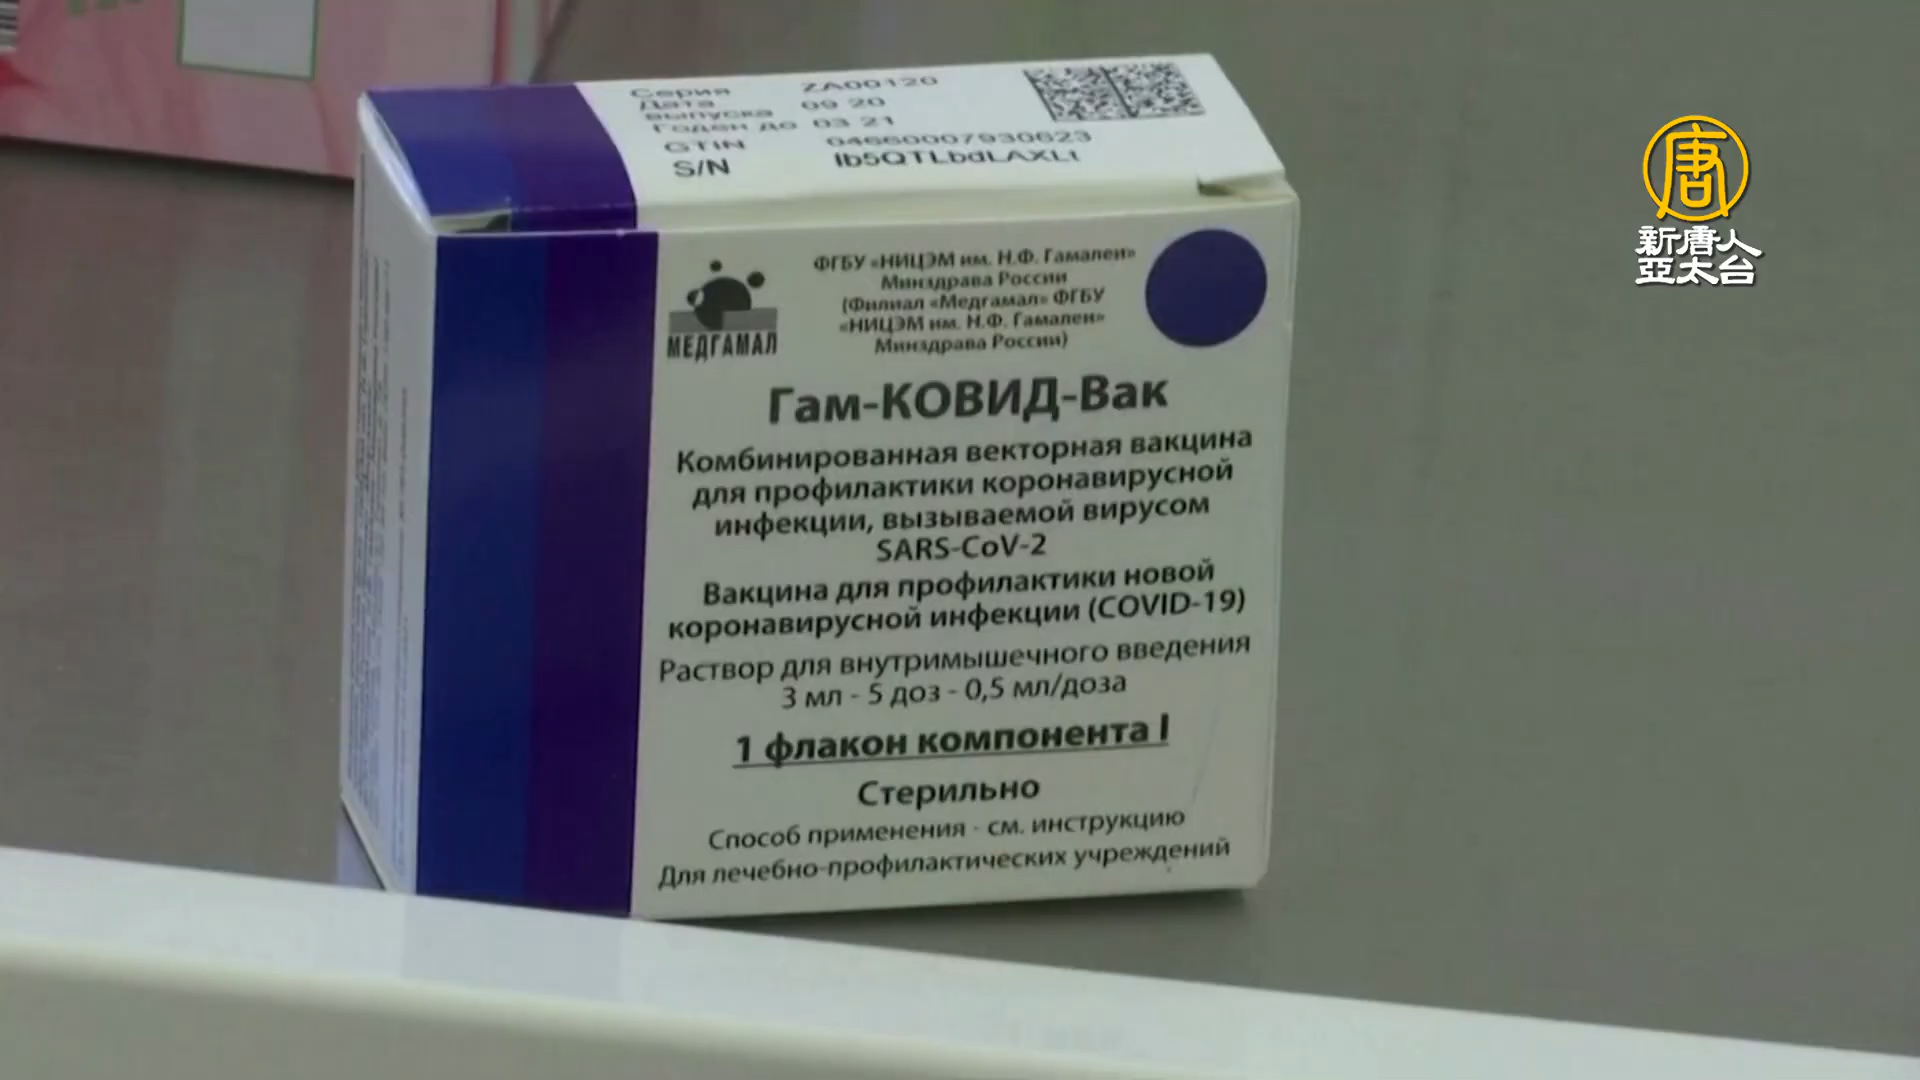 Серия ZA00120
Дата
выпуска 09 20
Годен до 03 21
GTIN 04660007930623
S/N
МЕДГАМАЛ
ФГБУ «НИЦЭМ им. Н.Ф. Гамалеи»
Минздрава России
(Филиал «Медгамал» ФГБУ
«НИЦЭМ им. Н.Ф. Гамалеи»
Минздрава России)
Гам-КОВИД-Вак
Комбинированная векторная вакцина
для профилактики коронавирусной
инфекции, вызываемой вирусом
SARS-CoV-2
Вакцина для профилактики новой
коронавирусной инфекции (COVID-19)
Раствор для внутримышечного введения
3 мл - 5 доз - 0,5 мл/доза
1 флакон компонента I
Стерильно
Способ применения - см. инструкцию
Для лечебно-профилактических учреждений
唐
新唐人
亞太台